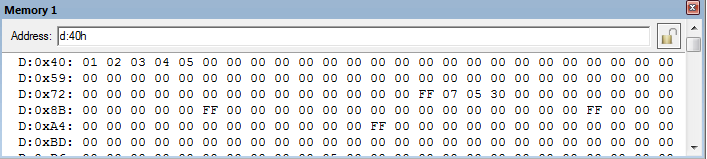 Memory 1
Address: d:40h
D:0x40: 01 02 03 04 05 00 00 00 00 00 00 00 00 00 00 00 00 00 00 00 00 00 00 00 00
D:0x59: 00 00 00 00 00 00 00 00 00 00 00 00 00 00 00 00 00 00 00 00 00 00 00 00 00
D:0x72: 00 00 00 00 00 00 00 00 00 00 00 00 00 00 FF 07 05 30 00 00 00 00 00 00 00
D:0x8B: 00 00 00 00 00 FF 00 00 00 00 00 00 00 00 00 00 00 00 00 00 00 FF 00 00 00
D:0xA4: 00 00 00 00 00 00 00 00 00 00 00 00 FF 00 00 00 00 00 00 00 00 00 00 00 00
D:0xBD: 00 00 00 00 00 00 00 00 00 00 00 00 00 00 00 00 00 00 00 00 00 00 00 00 00